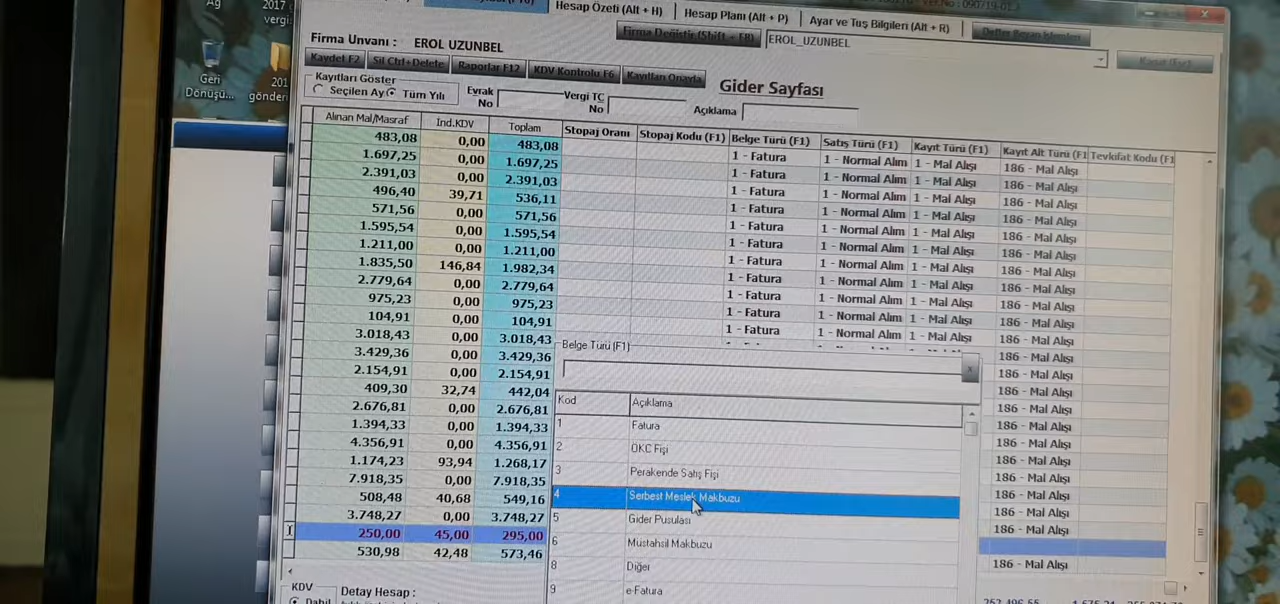 Ağ
2017
vergi
Ver.No : 090719-01.2
Hesap Özeti (Alt + H)
Hesap Planı (Alt + P)
Ayar ve Tuş Bilgileri (Alt + R)
Defter Beyan İşlemleri
Firma Ünvanı : EROL UZUNBEL
Firma Değiştir (Shift + F8)
EROL_UZUNBEL
Kapat (Esc)
Geri
Dönüşü...
201
gönderi
Kaydet F2
Sil Ctrl+Delete
Raporlar F12
KDV Kontrolu F6
Kayıtları Onayla
Gider Sayfası
Kayıtları Göster
Seçilen Ay
Tüm Yılı
Evrak No
Vergi TC No
Açıklama
Alınan Mal/Masraf Ind.KDV Toplam Stopaj Oranı Stopaj Kodu (F1) Belge Türü (F1) Satış Türü (F1) Kayıt Türü (F1) Kayıt Alt Türü (F1 Tevkifat Kodu (F1)
483,08 0,00 483,08 1 - Fatura 1 - Normal Alım 1 - Mal Alışı 186 - Mal Alışı
1.697,25 0,00 1.697,25 1 - Fatura 1 - Normal Alım 1 - Mal Alışı 186 - Mal Alışı
2.391,03 0,00 2.391,03 1 - Fatura 1 - Normal Alım 1 - Mal Alışı 186 - Mal Alışı
496,40 39,71 536,11 1 - Fatura 1 - Normal Alım 1 - Mal Alışı 186 - Mal Alışı
571,56 0,00 571,56 1 - Fatura 1 - Normal Alım 1 - Mal Alışı 186 - Mal Alışı
1.595,54 0,00 1.595,54 1 - Fatura 1 - Normal Alım 1 - Mal Alışı 186 - Mal Alışı
1.211,00 0,00 1.211,00 1 - Fatura 1 - Normal Alım 1 - Mal Alışı 186 - Mal Alışı
1.835,50 146,84 1.982,34 1 - Fatura 1 - Normal Alım 1 - Mal Alışı 186 - Mal Alışı
2.779,64 0,00 2.779,64 1 - Fatura 1 - Normal Alım 1 - Mal Alışı 186 - Mal Alışı
975,23 0,00 975,23 1 - Fatura 1 - Normal Alım 1 - Mal Alışı 186 - Mal Alışı
104,91 0,00 104,91 1 - Fatura 1 - Normal Alım 1 - Mal Alışı 186 - Mal Alışı
3.018,43 0,00 3.018,43 186 - Mal Alışı
3.429,36 0,00 3.429,36 186 - Mal Alışı
2.154,91 0,00 2.154,91 186 - Mal Alışı
409,30 32,74 442,04 186 - Mal Alışı
2.676,81 0,00 2.676,81 186 - Mal Alışı
1.394,33 0,00 1.394,33 186 - Mal Alışı
4.356,91 0,00 4.356,91 186 - Mal Alışı
1.174,23 93,94 1.268,17 186 - Mal Alışı
7.918,35 0,00 7.918,35 186 - Mal Alışı
508,48 40,68 549,16 186 - Mal Alışı
3.748,27 0,00 3.748,27 186 - Mal Alışı
250,00 45,00 295,00
530,98 42,48 573,46 186 - Mal Alışı
Belge Türü (F1)
x
Kod Açıklama
1 Fatura
2 ÖKC Fişi
3 Perakende Satış Fişi
4 Serbest Meslek Makbuzu
5 Gider Pusulası
6 Müstahsil Makbuzu
8 Diğer
9 e-Fatura
KDV
Dahil
Detay Hesap :